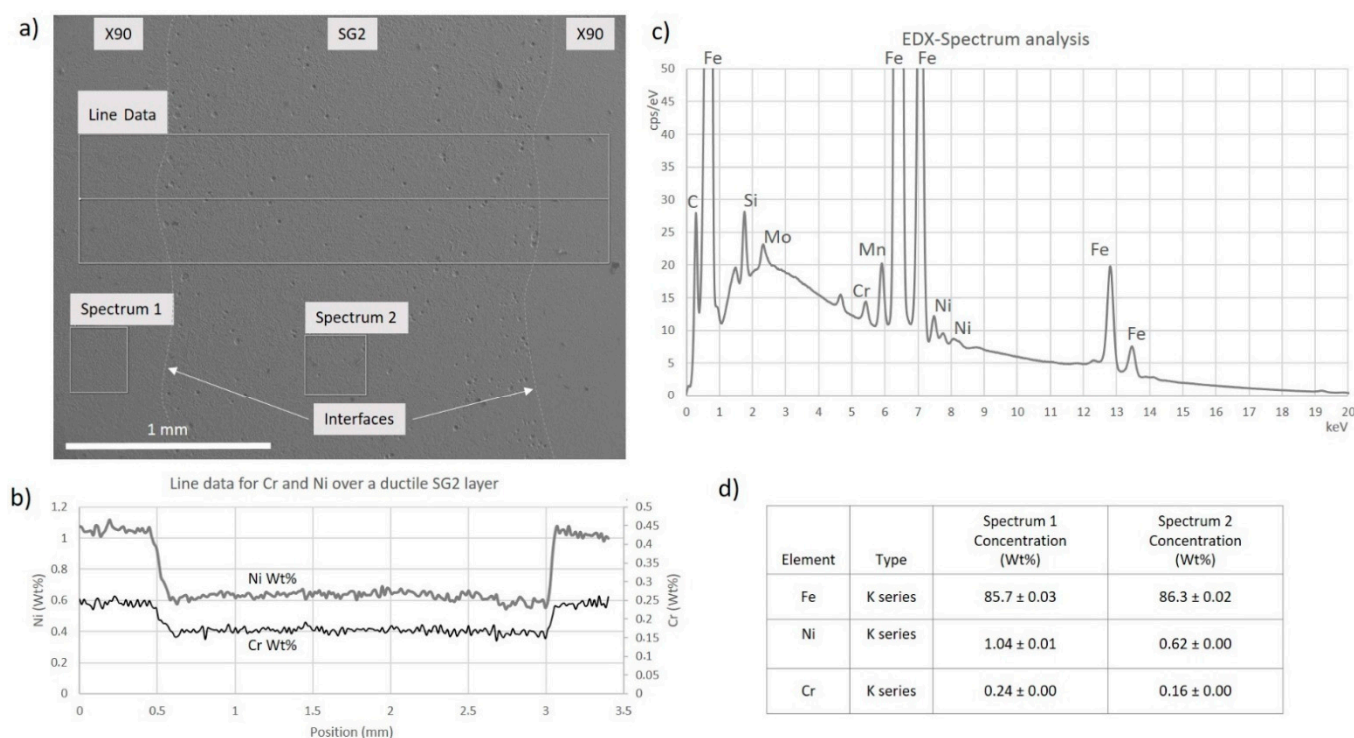 a)
X90 SG2 X90
Line Data
Spectrum 1
Spectrum 2
Interfaces
1 mm
b)
Line data for Cr and Ni over a ductile SG2 layer
Ni (Wt%)
1.2
1
0.8
0.6
0.4
0.2
0
Ni Wt%
Cr Wt%
0.5
0.45
0.4
0.35
0.3
0.25
0.2
0.15
0.1
0.05
0
Cr (Wt%)
0 0.5 1 1.5 2 2.5 3 3.5
Position (mm)
c)
EDX-Spectrum analysis
cps/eV
50
45
40
35
30
25
20
15
10
5
0
Fe Fe Fe
C Si Mo Cr Mn Ni Ni Fe Fe
0 1 2 3 4 5 6 7 8 9 10 11 12 13 14 15 16 17 18 19 20
keV
d)
Element Type Spectrum 1 Concentration (Wt%) Spectrum 2 Concentration (Wt%)
Fe K series 85.7 ± 0.03 86.3 ± 0.02
Ni K series 1.04 ± 0.01 0.62 ± 0.00
Cr K series 0.24 ± 0.00 0.16 ± 0.00